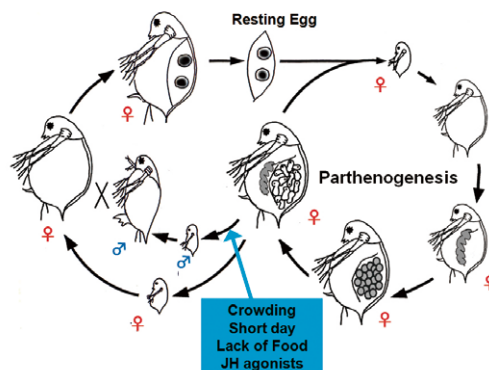 Resting Egg
Parthenogenesis
Crowding
Short day
Lack of Food
JH agonists